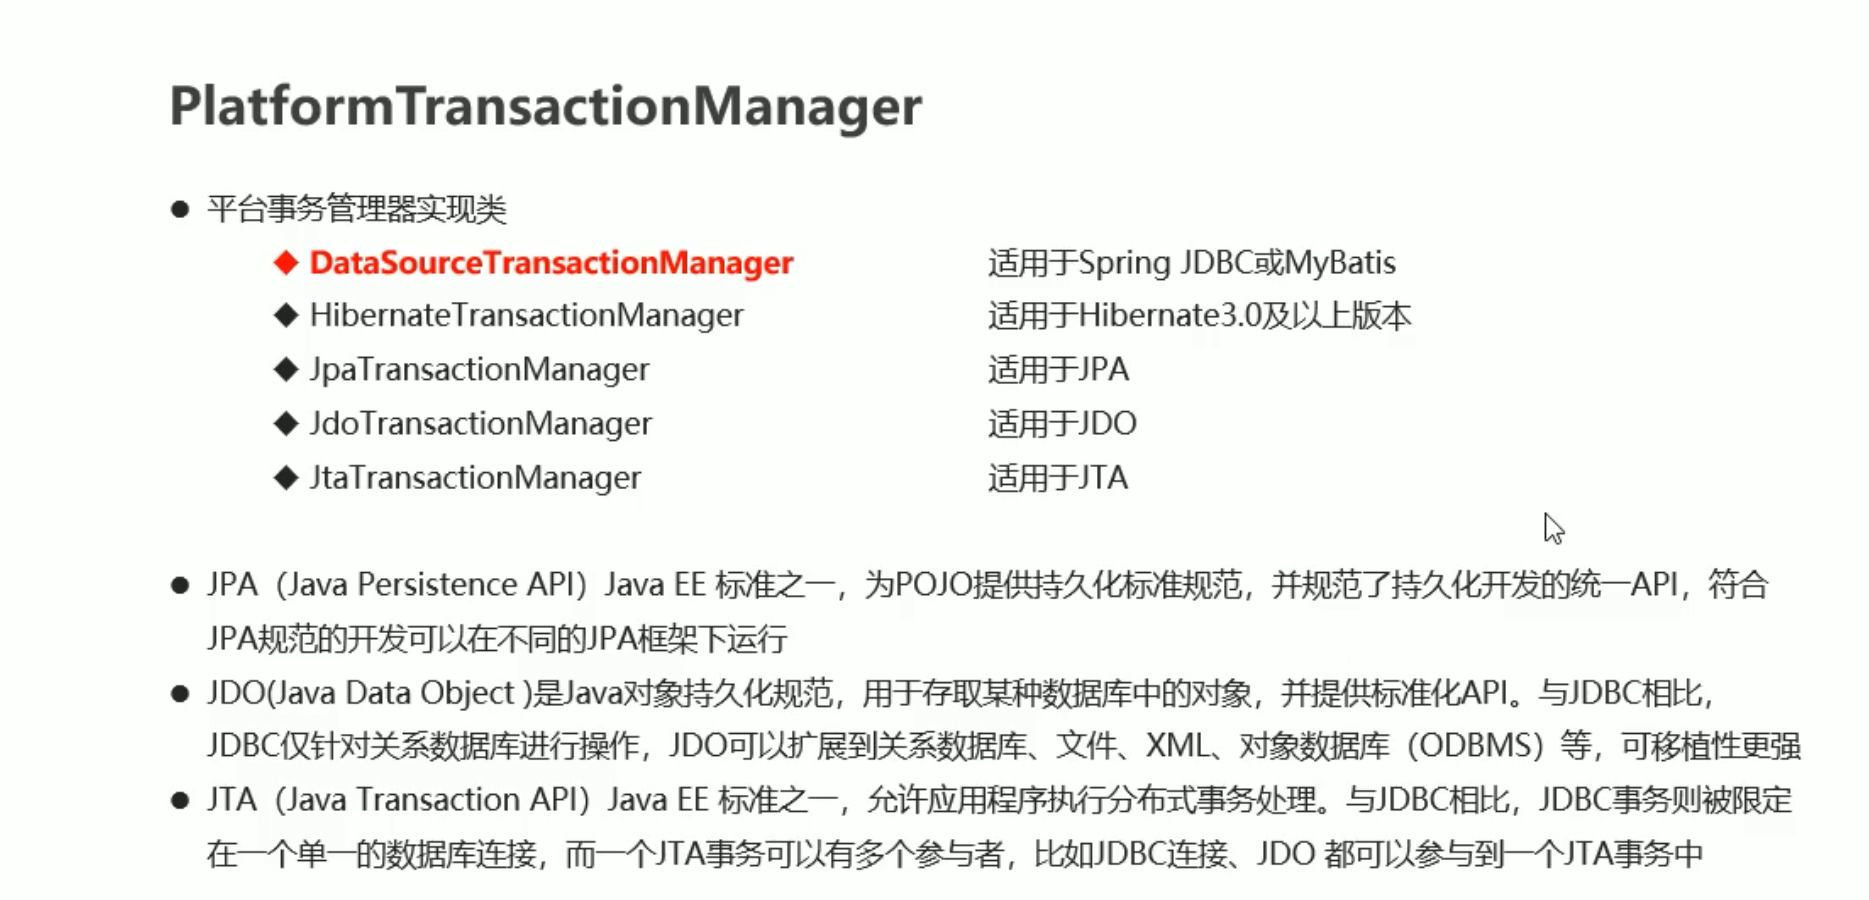 PlatformTransactionManager
● 平台事务管理器实现类
◆ DataSourceTransactionManager 适用于Spring JDBC或MyBatis
◆ HibernateTransactionManager 适用于Hibernate3.0及以上版本
◆ JpaTransactionManager 适用于JPA
◆ JdoTransactionManager 适用于JDO
◆ JtaTransactionManager 适用于JTA
● JPA（Java Persistence API）Java EE 标准之一，为POJO提供持久化标准规范，并规范了持久化开发的统一API，符合
JPA规范的开发可以在不同的JPA框架下运行
● JDO(Java Data Object )是Java对象持久化规范，用于存取某种数据库中的对象，并提供标准化API。与JDBC相比，
JDBC仅针对关系数据库进行操作，JDO可以扩展到关系数据库、文件、XML、对象数据库（ODBMS）等，可移植性更强
● JTA（Java Transaction API）Java EE 标准之一，允许应用程序执行分布式事务处理。与JDBC相比，JDBC事务则被限定
在一个单一的数据库连接，而一个JTA事务可以有多个参与者，比如JDBC连接、JDO 都可以参与到一个JTA事务中